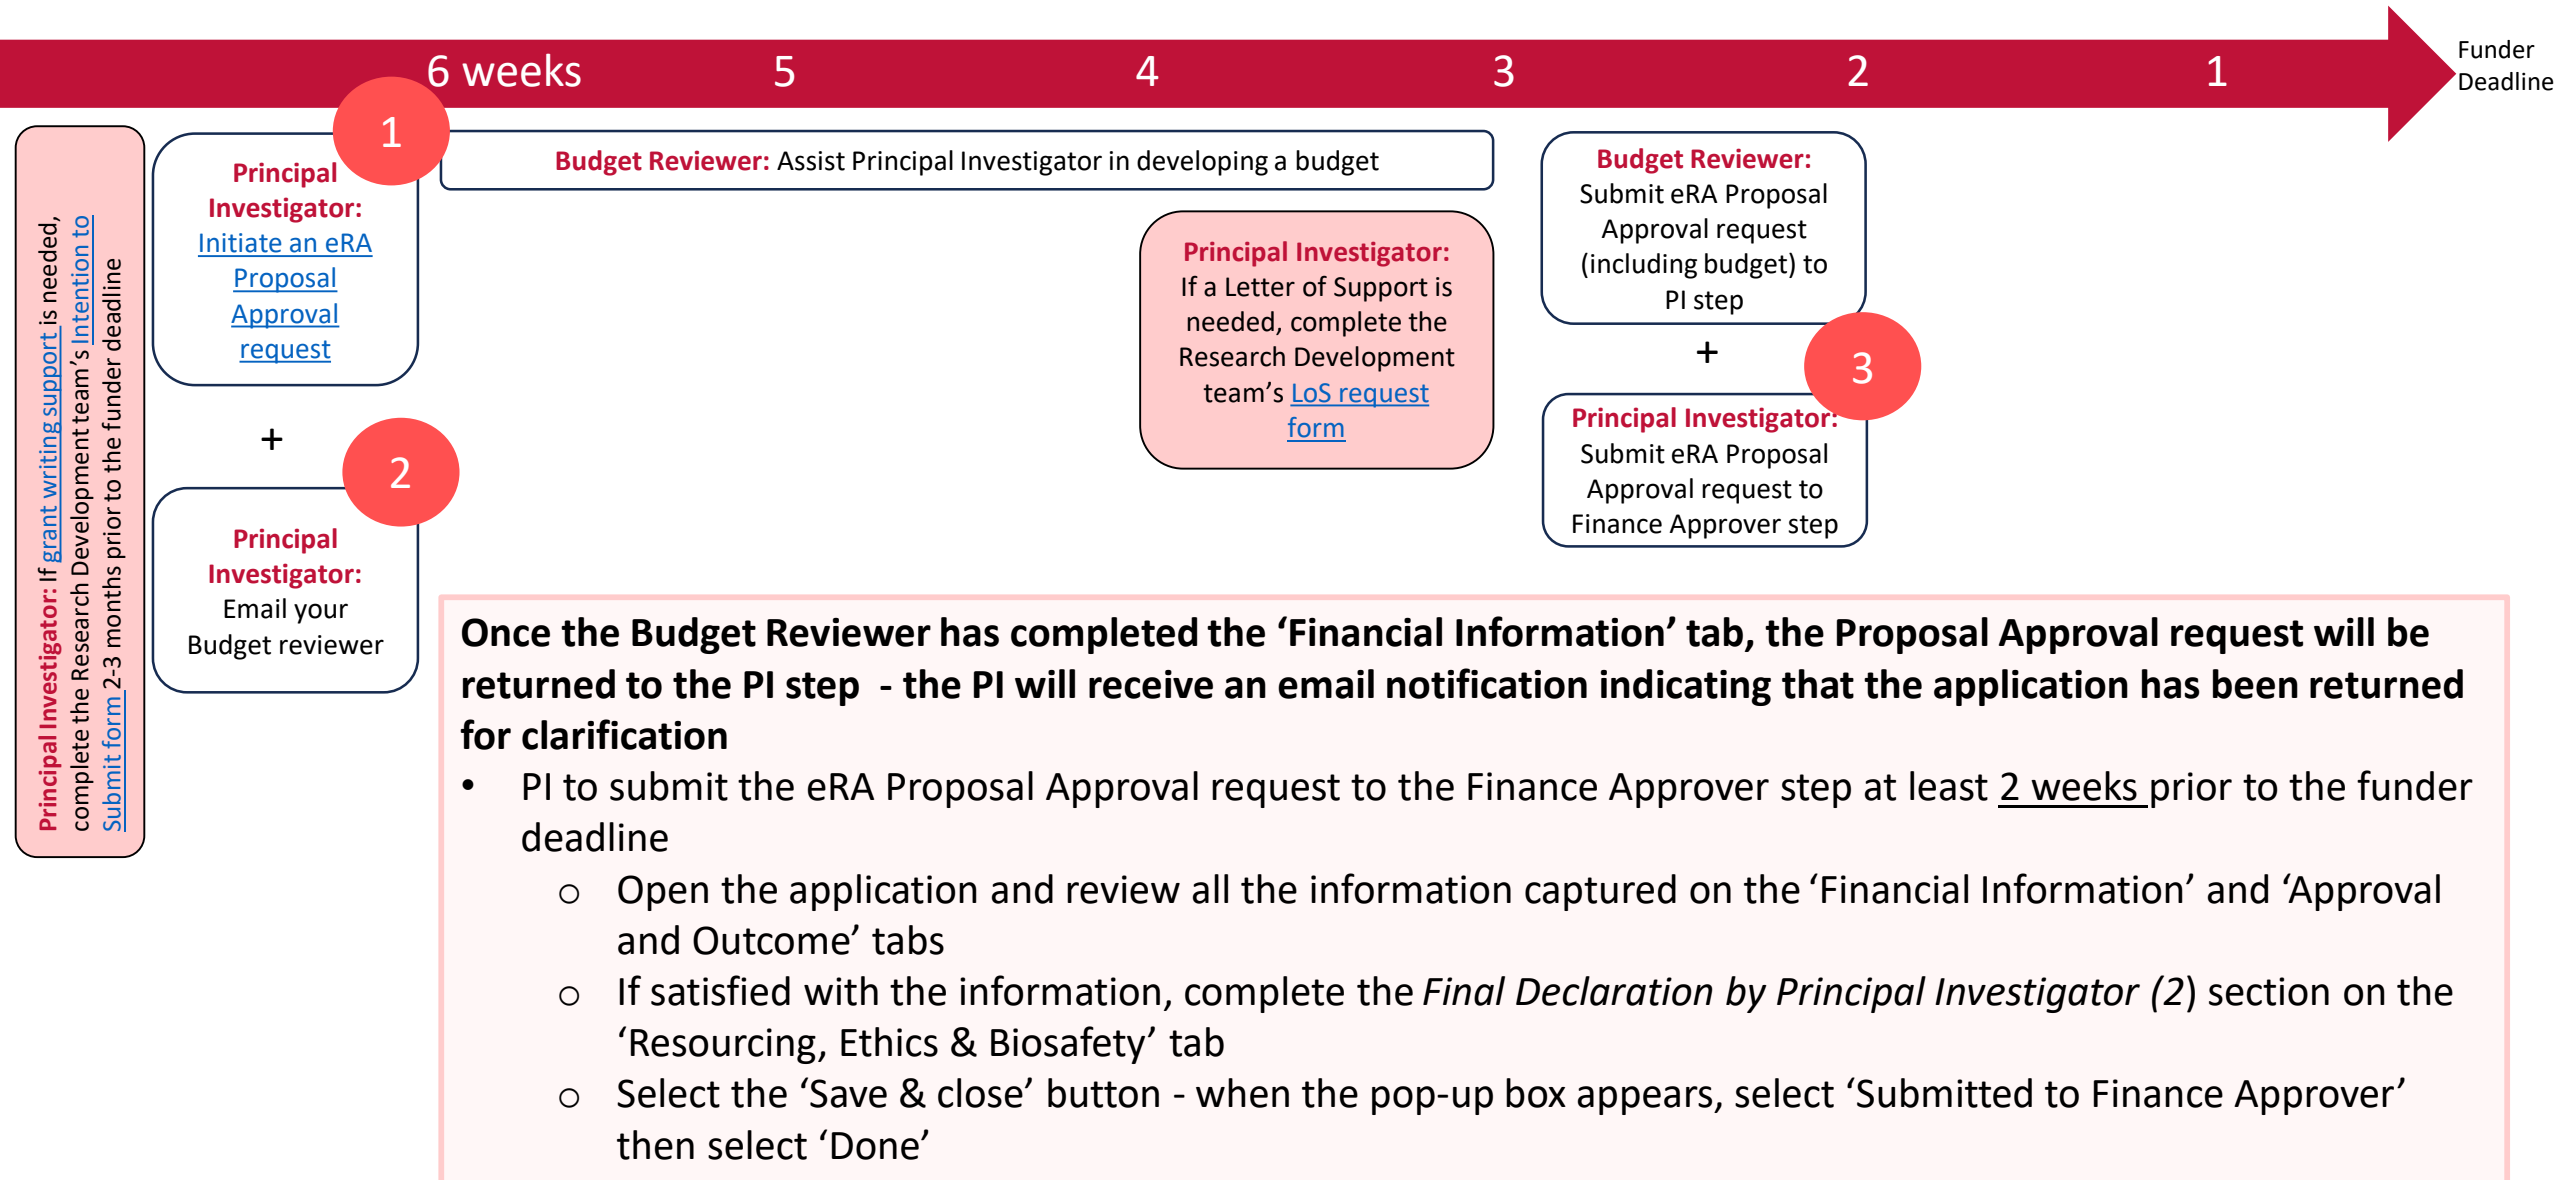 6 weeks 5 4 3 2 1
Funder
Deadline
Principal Investigator: If grant writing support is needed,
complete the Research Development team’s Intention to
Submit form 2-3 months prior to the funder deadline
1
Principal
Investigator:
Initiate an eRA
Proposal
Approval
request
+
2
Principal
Investigator:
Email your
Budget reviewer
Budget Reviewer: Assist Principal Investigator in developing a budget
Principal Investigator:
If a Letter of Support is
needed, complete the
Research Development
team’s LoS request
form
Budget Reviewer:
Submit eRA Proposal
Approval request
(including budget) to
PI step
+
3
Principal Investigator:
Submit eRA Proposal
Approval request to
Finance Approver step
Once the Budget Reviewer has completed the ‘Financial Information’ tab, the Proposal Approval request will be
returned to the PI step - the PI will receive an email notification indicating that the application has been returned
for clarification
• PI to submit the eRA Proposal Approval request to the Finance Approver step at least 2 weeks prior to the funder
deadline
o Open the application and review all the information captured on the ‘Financial Information’ and ‘Approval
and Outcome’ tabs
o If satisfied with the information, complete the Final Declaration by Principal Investigator (2) section on the
‘Resourcing, Ethics & Biosafety’ tab
o Select the ‘Save & close’ button - when the pop-up box appears, select ‘Submitted to Finance Approver’
then select ‘Done’